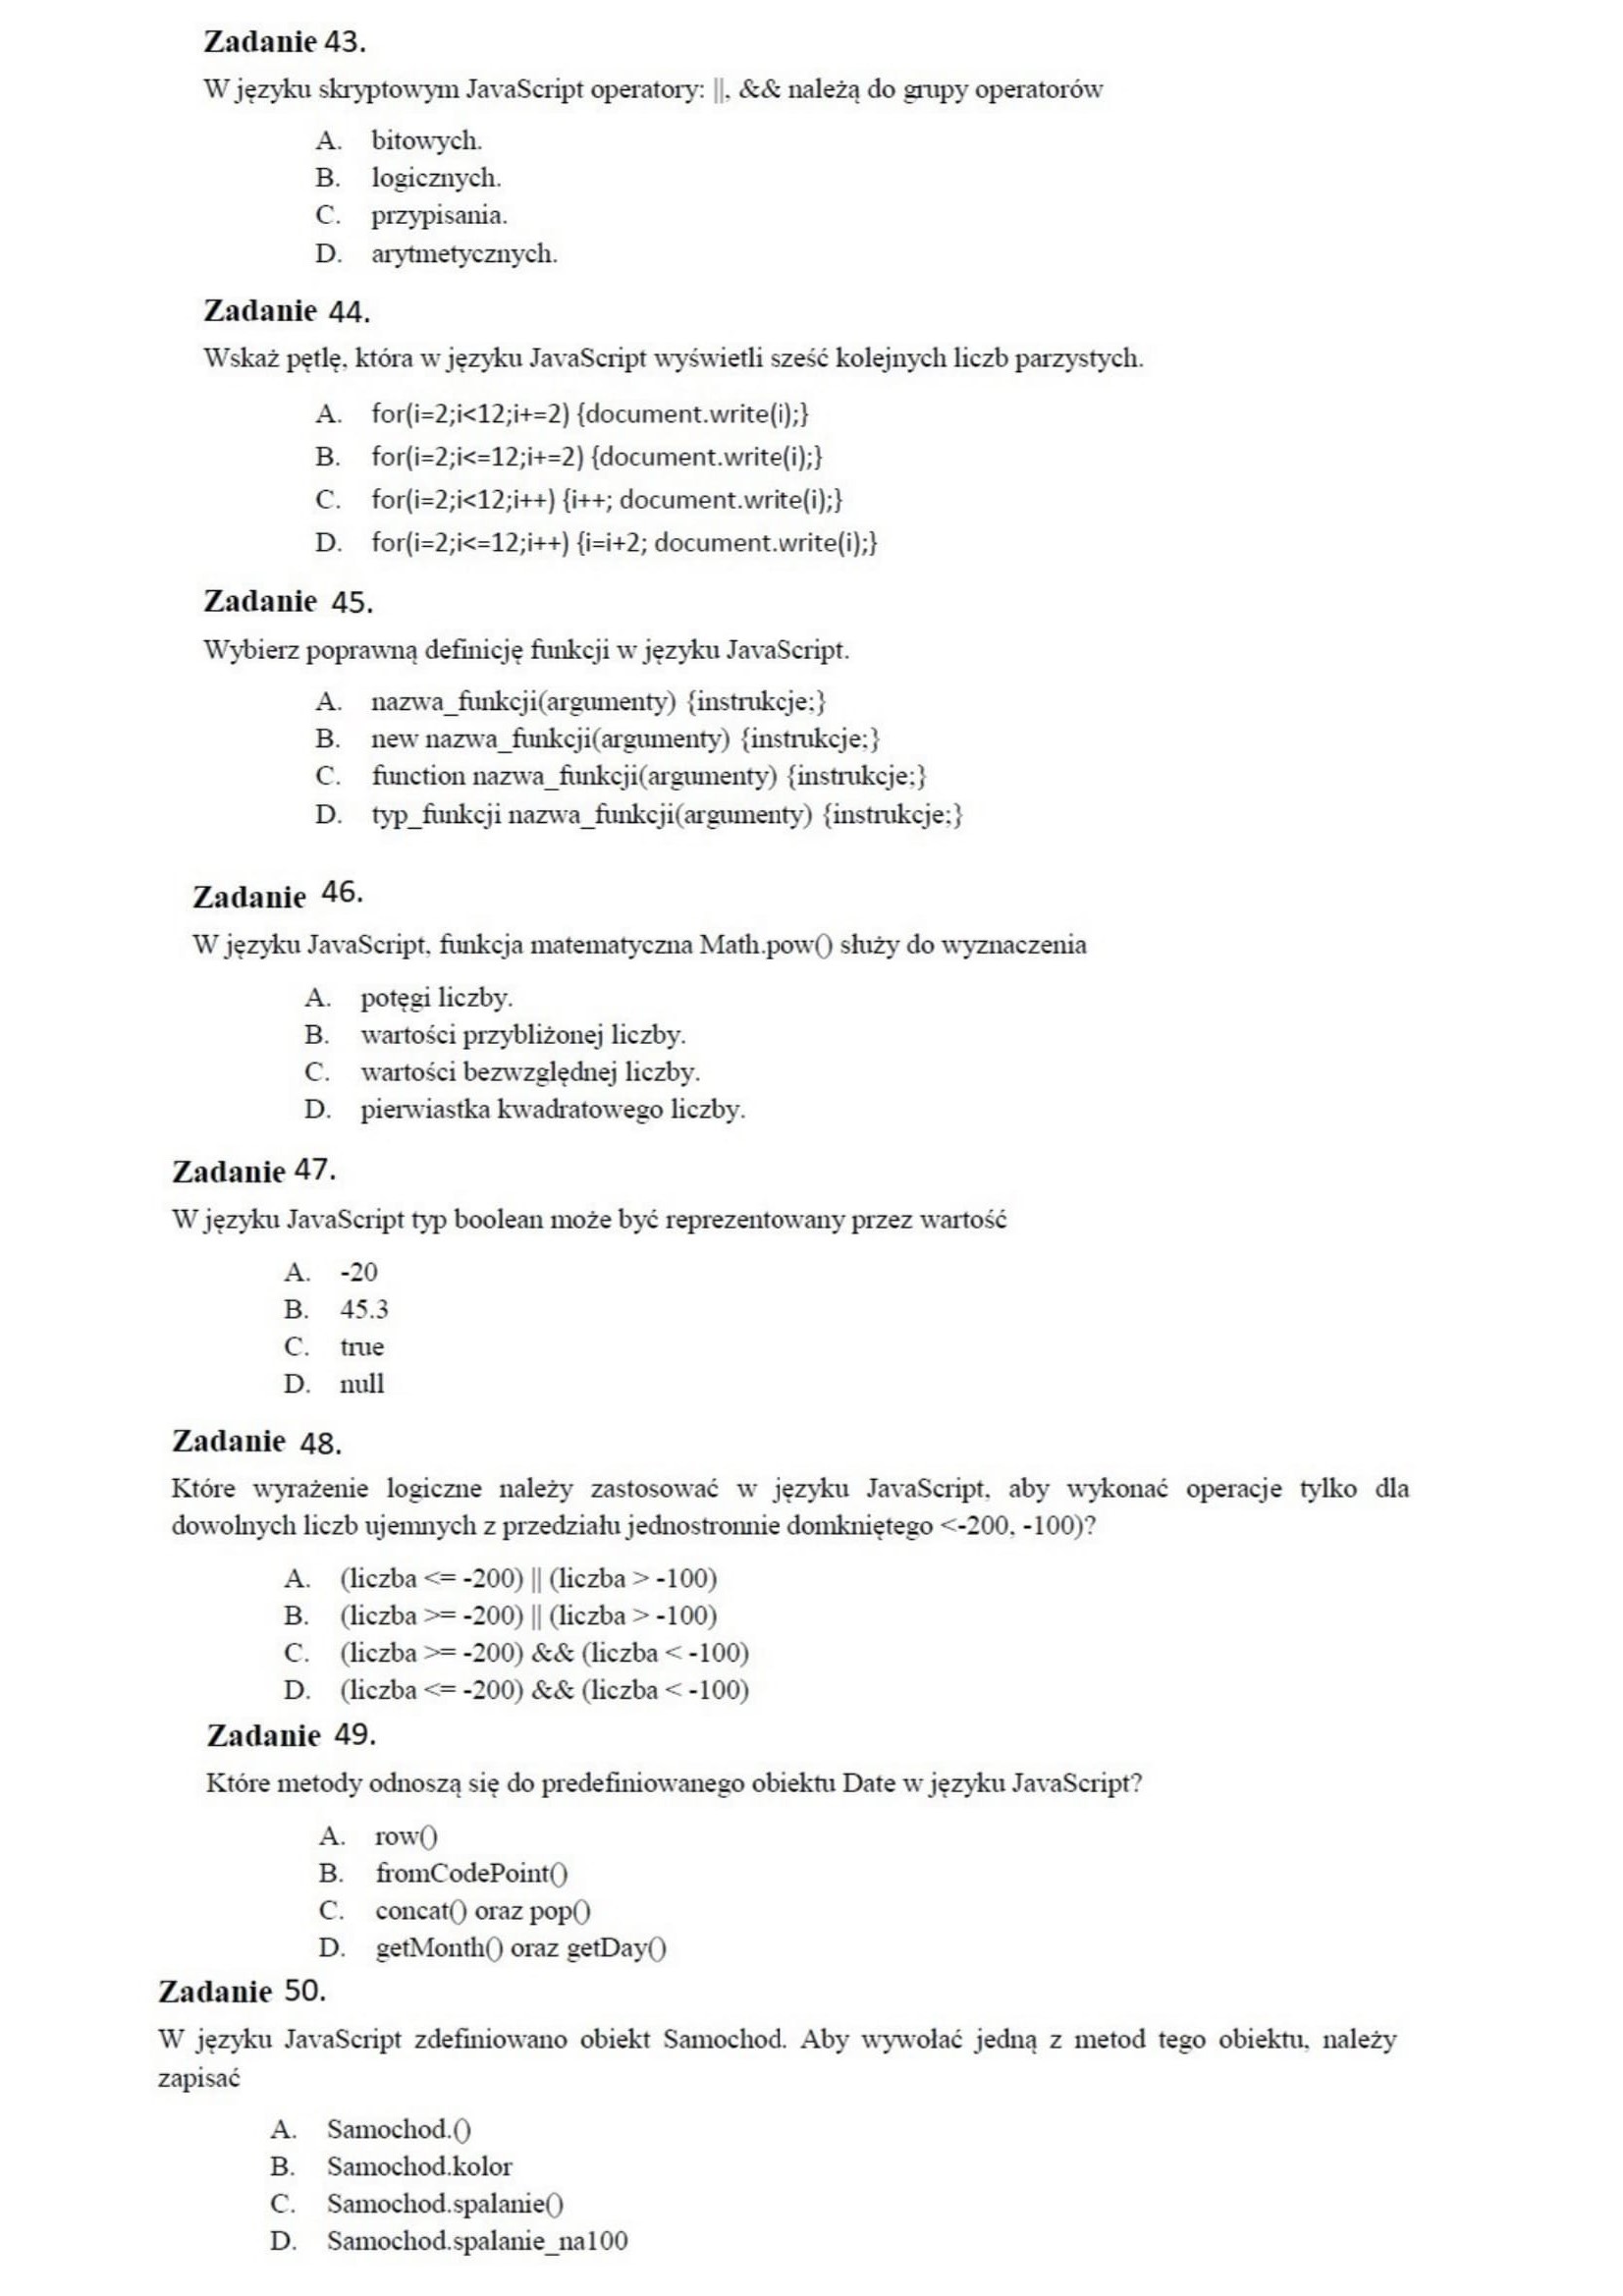 Zadanie 43.
W języku skryptowym JavaScript operatory: ||, && należą do grupy operatorów
A. bitowych.
B. logicznych.
C. przypisania.
D. arytmetycznych.
Zadanie 44.
Wskaż pętlę, która w języku JavaScript wyświetli sześć kolejnych liczb parzystych.
A. for(i=2;i<12;i+=2) {document.write(i);}
B. for(i=2;i<=12;i+=2) {document.write(i);}
C. for(i=2;i<12;i++) {i++; document.write(i);}
D. for(i=2;i<=12;i++) {i=i+2; document.write(i);}
Zadanie 45.
Wybierz poprawną definicję funkcji w języku JavaScript.
A. nazwa_funkcji(argumenty) {instrukcje;}
B. new nazwa_funkcji(argumenty) {instrukcje;}
C. function nazwa_funkcji(argumenty) {instrukcje;}
D. typ_funkcji nazwa_funkcji(argumenty) {instrukcje;}
Zadanie 46.
W języku JavaScript, funkcja matematyczna Math.pow() służy do wyznaczenia
A. potęgi liczby.
B. wartości przybliżonej liczby.
C. wartości bezwzględnej liczby.
D. pierwiastka kwadratowego liczby.
Zadanie 47.
W języku JavaScript typ boolean może być reprezentowany przez wartość
A. -20
B. 45.3
C. true
D. null
Zadanie 48.
Które wyrażenie logiczne należy zastosować w języku JavaScript, aby wykonać operacje tylko dla
dowolnych liczb ujemnych z przedziału jednostronnie domkniętego <-200, -100)?
A. (liczba <= -200) || (liczba > -100)
B. (liczba >= -200) || (liczba > -100)
C. (liczba >= -200) && (liczba < -100)
D. (liczba <= -200) && (liczba < -100)
Zadanie 49.
Które metody odnoszą się do predefiniowanego obiektu Date w języku JavaScript?
A. row()
B. fromCodePoint()
C. concat() oraz pop()
D. getMonth() oraz getDay()
Zadanie 50.
W języku JavaScript zdefiniowano obiekt Samochod. Aby wywołać jedną z metod tego obiektu, należy
zapisać
A. Samochod.()
B. Samochod.kolor
C. Samochod.spalanie()
D. Samochod.spalanie_na100